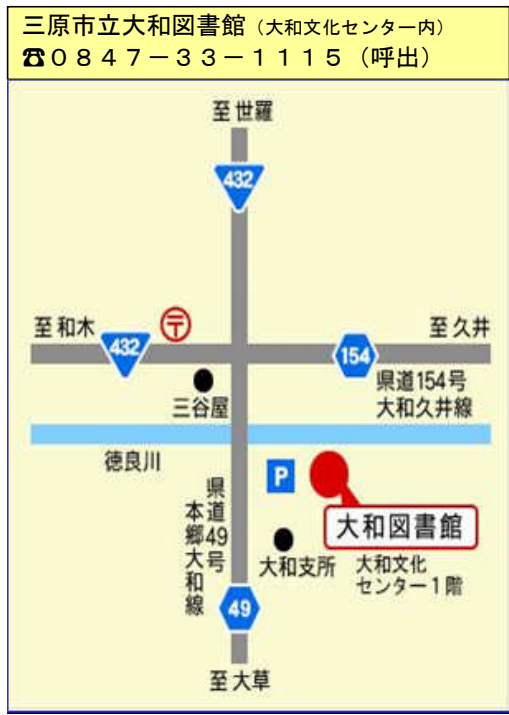 三原市立大和図書館（大和文化センター内）
☎０８４７－３３－１１１５（呼出）
至世羅
432
至和木
432
〒
至久井
154
県道154号
大和久井線
三谷屋
徳良川
P
県道49号
本郷大和線
大和図書館
大和支所
大和文化
センター1階
49
至大草